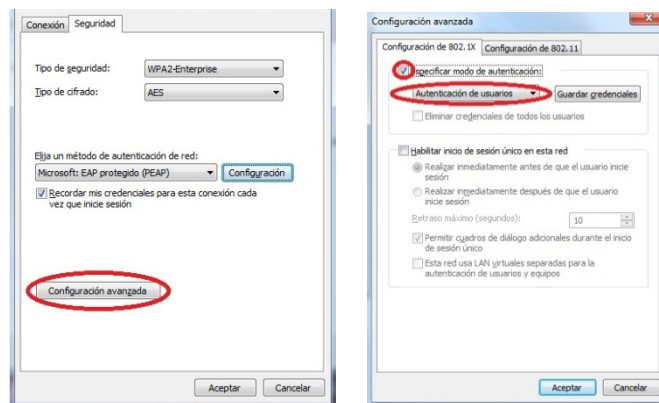 Conexión Seguridad
Tipo de seguridad: WPA2-Enterprise
Tipo de cifrado: AES
Elija un método de autenticación de red:
Microsoft: EAP protegido (PEAP) Configuración
Recordar mis credenciales para esta conexión cada
vez que inicie sesión
Configuración avanzada
Aceptar Cancelar
Configuración avanzada
Configuración de 802.1X Configuración de 802.11
Especificar modo de autenticación:
Autenticación de usuarios Guardar credenciales
Eliminar credenciales de todos los usuarios
Habilitar inicio de sesión único en esta red
Realizar inmediatamente antes de que el usuario inicie
sesión
Realizar inmediatamente después de que el usuario
inicie sesión
Retraso máximo (segundos): 10
Permitir cuadros de diálogo adicionales durante el inicio
de sesión único
Esta red usa LAN virtuales separadas para la
autenticación de usuarios y equipos
Aceptar Cancelar